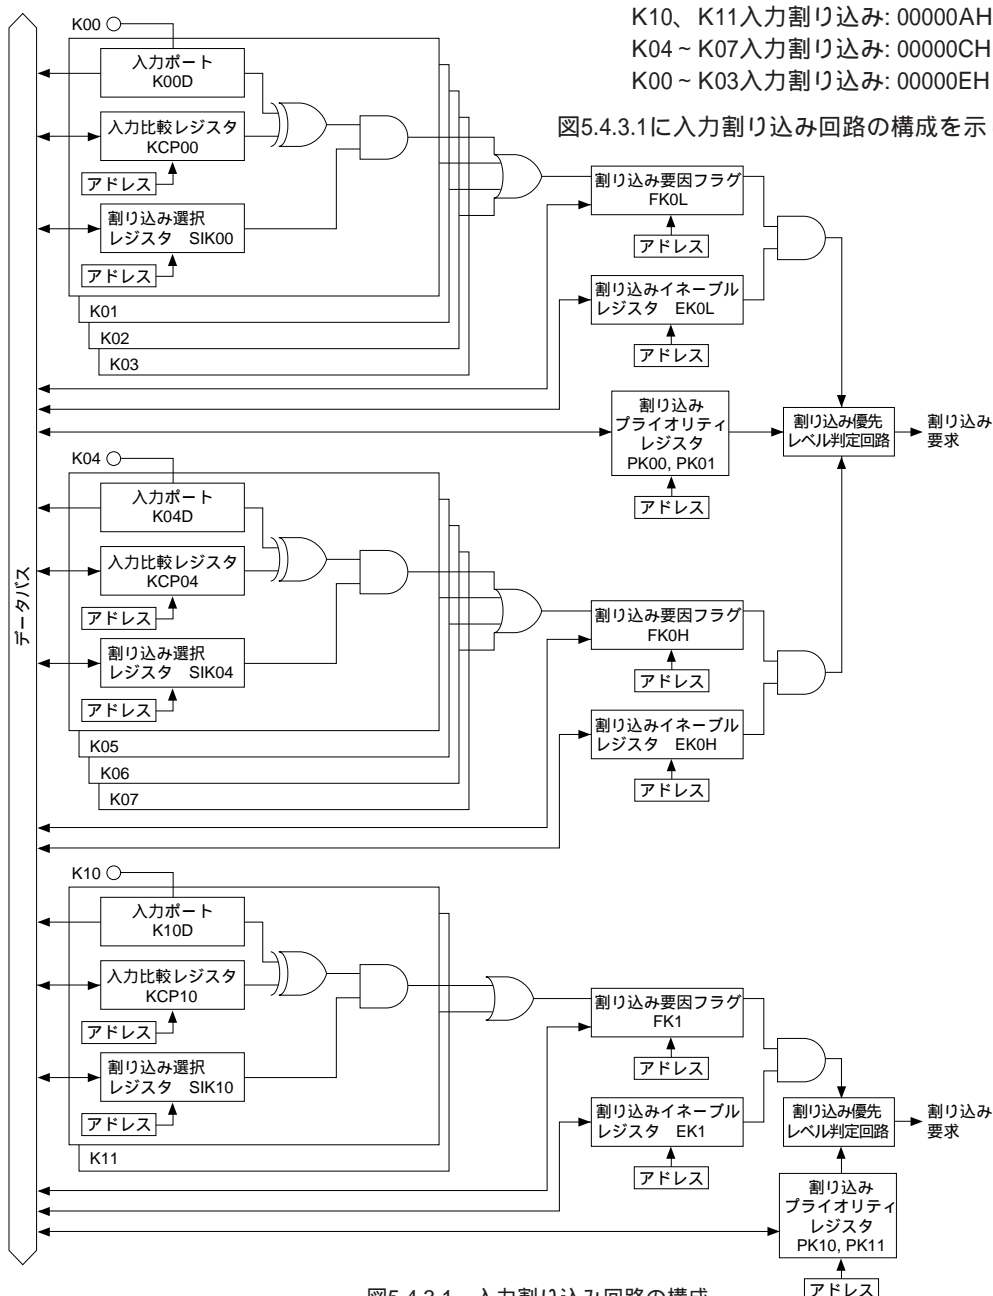 K10、K11入力割り込み: 00000AH
K04 ~ K07入力割り込み: 00000CH
K00 ~ K03入力割り込み: 00000EH
図5.4.3.1に入力割り込み回路の構成を示
データバス
K00
入力ポート
K00D
入力比較レジスタ
KCP00
アドレス
割り込み選択
レジスタ SIK00
アドレス
K01
K02
K03
割り込み要因フラグ
FK0L
アドレス
割り込みイネーブル
レジスタ EK0L
アドレス
割り込み
プライオリティ
レジスタ
PK00, PK01
アドレス
割り込み優先
レベル判定回路
割り込み
要求
K04
入力ポート
K04D
入力比較レジスタ
KCP04
アドレス
割り込み選択
レジスタ SIK04
アドレス
K05
K06
K07
割り込み要因フラグ
FK0H
アドレス
割り込みイネーブル
レジスタ EK0H
アドレス
K10
入力ポート
K10D
入力比較レジスタ
KCP10
アドレス
割り込み選択
レジスタ SIK10
アドレス
K11
割り込み要因フラグ
FK1
アドレス
割り込みイネーブル
レジスタ EK1
アドレス
割り込み優先
レベル判定回路
割り込み
要求
割り込み
プライオリティ
レジスタ
PK10, PK11
アドレス
図5.4.3.1 入力割り込み回路の構成